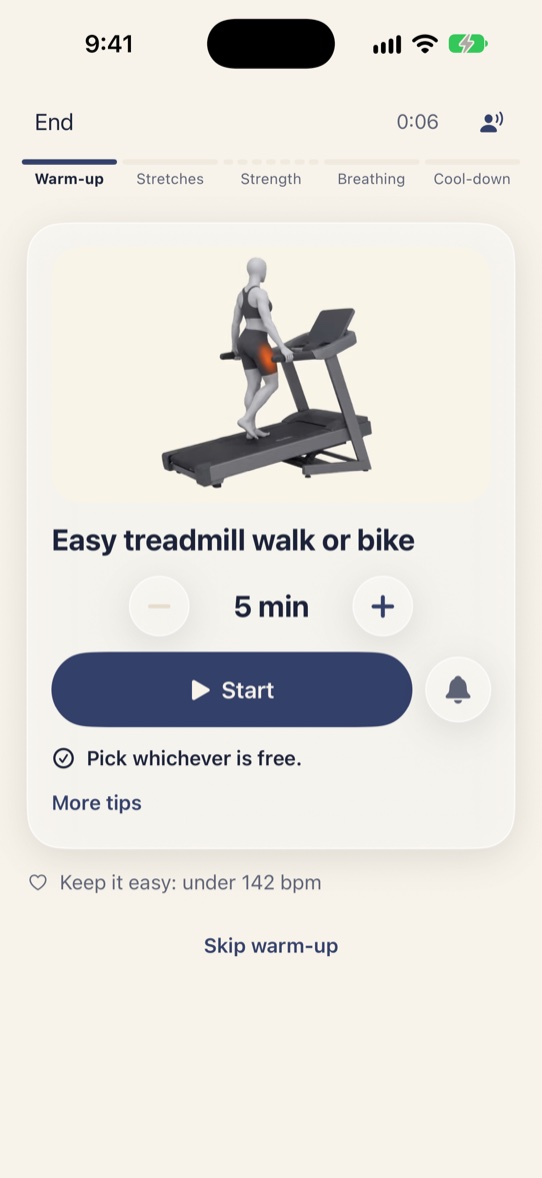 9:41
End
0:06
Warm-up
Stretches
Strength
Breathing
Cool-down
Easy treadmill walk or bike
5 min
Start
Pick whichever is free.
More tips
Keep it easy: under 142 bpm
Skip warm-up